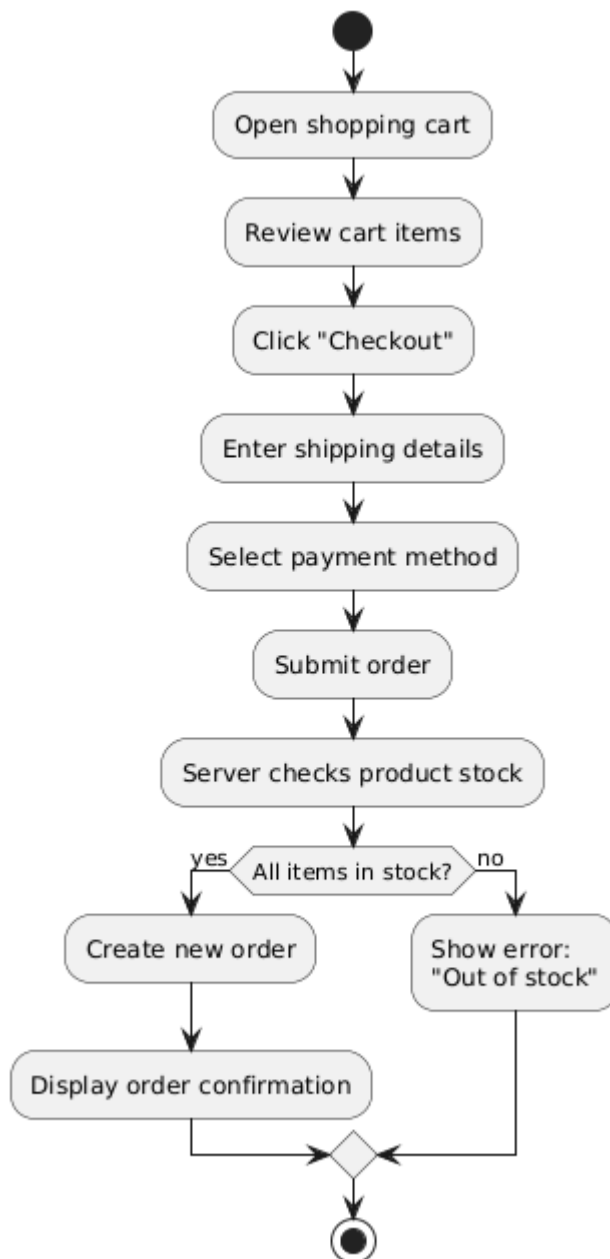 Open shopping cart
Review cart items
Click "Checkout"
Enter shipping details
Select payment method
Submit order
Server checks product stock
yes
All items in stock?
no
Create new order
Show error:
"Out of stock"
Display order confirmation